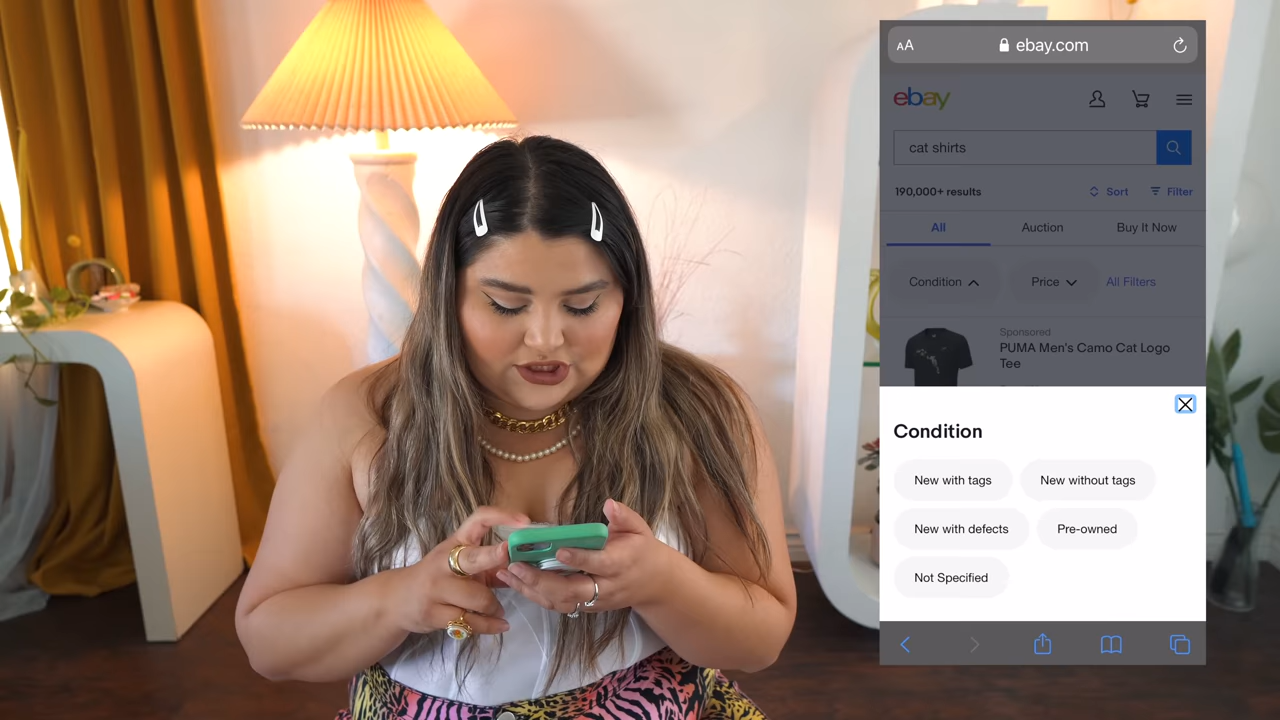 AA
ebay.com
ebay
cat shirts
190,000+ results
Sort
Filter
All
Auction
Buy It Now
Condition
Price
All Filters
Sponsored
PUMA Men's Camo Cat Logo
Tee
Condition
New with tags
New without tags
New with defects
Pre-owned
Not Specified